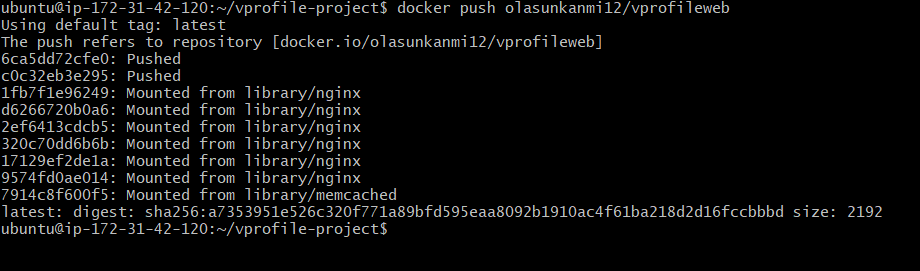 ubuntu@ip-172-31-42-120:~/vprofile-project$ docker push olasunkanmi12/vprofileweb
Using default tag: latest
The push refers to repository [docker.io/olasunkanmi12/vprofileweb]
6ca5dd72cfe0: Pushed
c0c32eb3e295: Pushed
1fb7f1e96249: Mounted from library/nginx
d6266720b0a6: Mounted from library/nginx
2ef6413cdcb5: Mounted from library/nginx
320c70dd6b6b: Mounted from library/nginx
17129ef2de1a: Mounted from library/nginx
9574fd0ae014: Mounted from library/nginx
7914c8f600f5: Mounted from library/memcached
latest: digest: sha256:a7353951e526c320f771a89bfd595eaa8092b1910ac4f61ba218d2d16fccbbbd size: 2192
ubuntu@ip-172-31-42-120:~/vprofile-project$